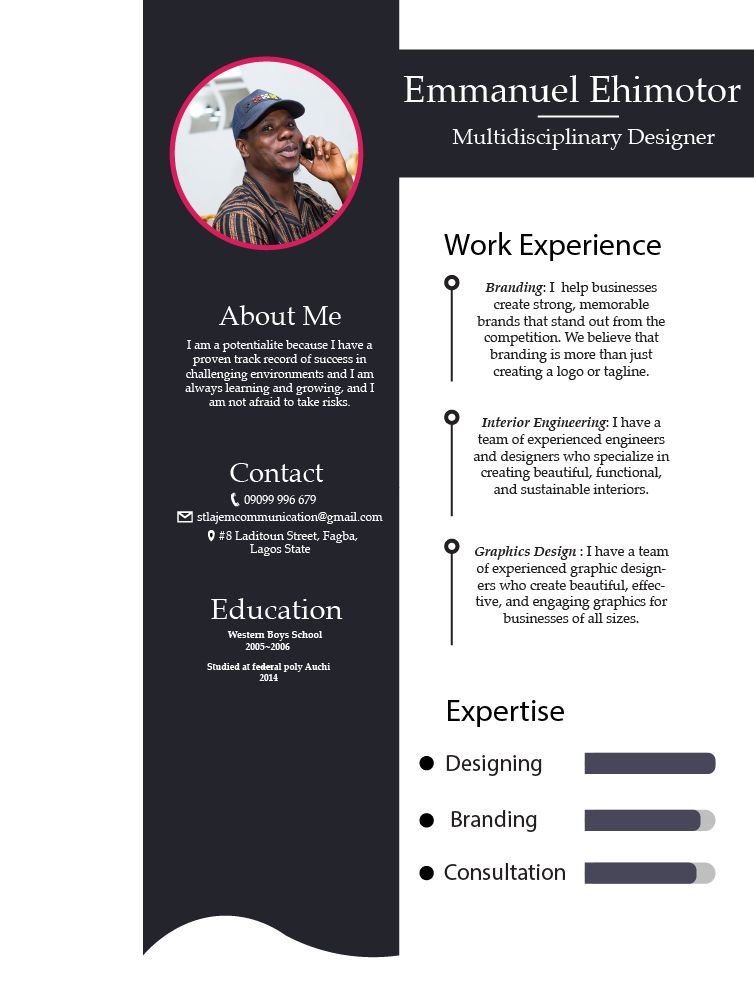 Emmanuel Ehimotor
Multidisciplinary Designer
About Me
I am a potentialite because I have a
proven track record of success in
challenging environments and I am
always learning and growing, and I
am not afraid to take risks.
Contact
09099 996 679
stlajemcommunication@gmail.com
#8 Laditoun Street, Fagba,
Lagos State
Education
Western Boys School
2005~2006
Studied at federal poly Auchi
2014
Work Experience
Branding: I help businesses
create strong, memorable
brands that stand out from the
competition. We believe that
branding is more than just
creating a logo or tagline.
Interior Engineering: I have a
team of experienced engineers
and designers who specialize in
creating beautiful, functional,
and sustainable interiors.
Graphics Design : I have a team
of experienced graphic design-
ers who create beautiful, effec-
tive, and engaging graphics for
businesses of all sizes.
Expertise
Designing
Branding
Consultation